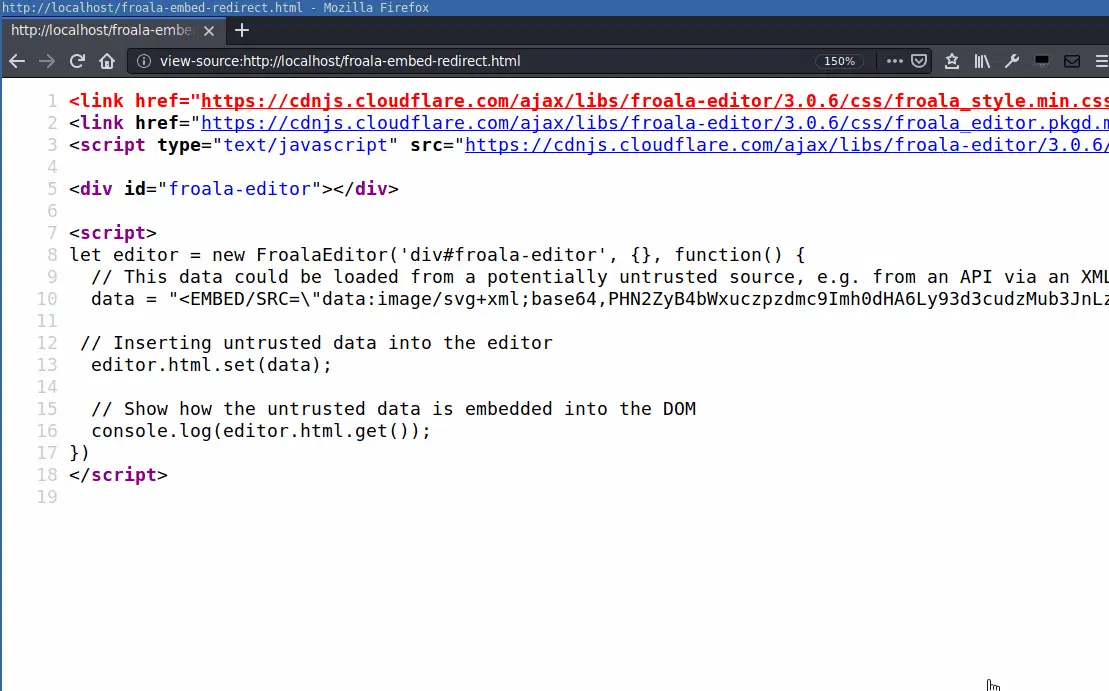 http://localhost/froala-embed-redirect.html - Mozilla Firefox
http://localhost/froala-embe
view-source:http://localhost/froala-embed-redirect.html 150%
1 <link href="https://cdnjs.cloudflare.com/ajax/libs/froala-editor/3.0.6/css/froala_style.min.css
2 <link href="https://cdnjs.cloudflare.com/ajax/libs/froala-editor/3.0.6/css/froala_editor.pkgd.m
3 <script type="text/javascript" src="https://cdnjs.cloudflare.com/ajax/libs/froala-editor/3.0.6/
4
5 <div id="froala-editor"></div>
6
7 <script>
8 let editor = new FroalaEditor('div#froala-editor', {}, function() {
9 // This data could be loaded from a potentially untrusted source, e.g. from an API via an XML
10 data = "<EMBED/SRC=\"data:image/svg+xml;base64,PHN2ZyB4bWxuczpzdmc9Imh0dHA6Ly93d3cudzMub3JnLz
11
12 // Inserting untrusted data into the editor
13 editor.html.set(data);
14
15 // Show how the untrusted data is embedded into the DOM
16 console.log(editor.html.get());
17 })
18 </script>
19